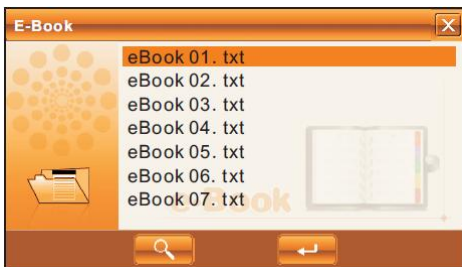 E-Book
eBook 01. txt
eBook 02. txt
eBook 03. txt
eBook 04. txt
eBook 05. txt
eBook 06. txt
eBook 07. txt
e-Book